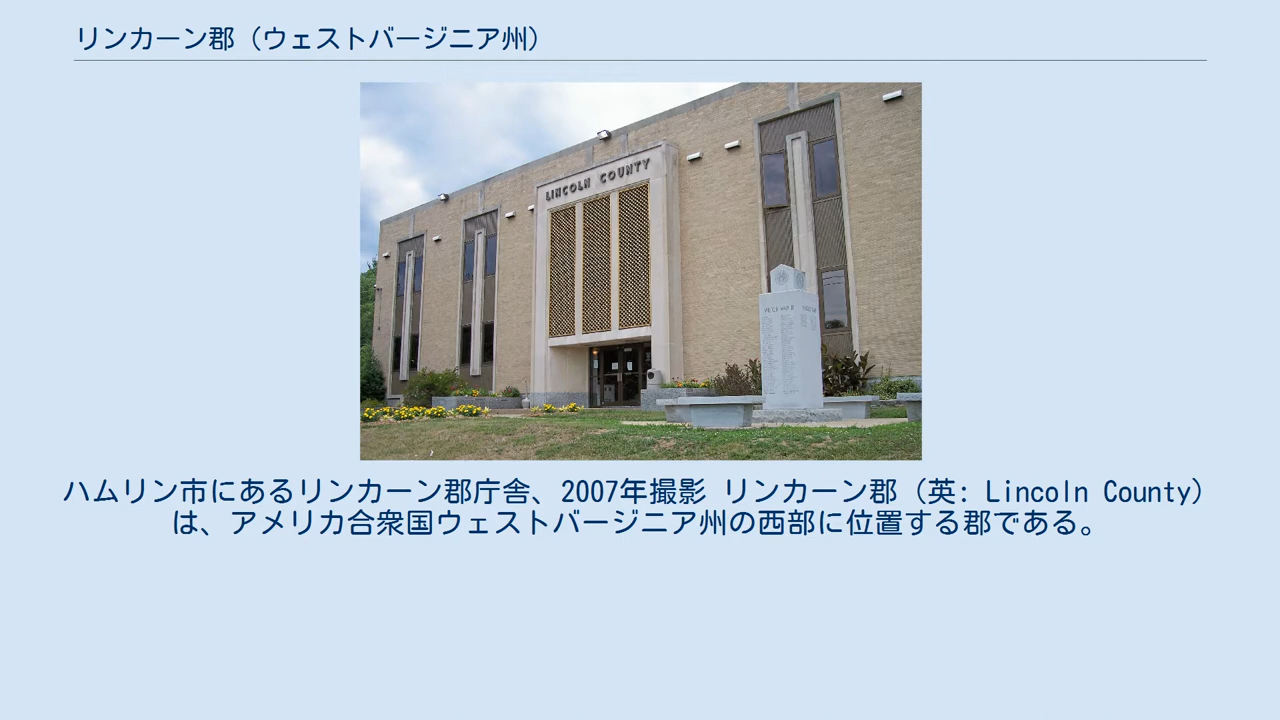 リンカーン郡（ウェストバージニア州）
LINCOLN COUNTY
ハムリン市にあるリンカーン郡庁舎、2007年撮影 リンカーン郡（英: Lincoln County）
は、アメリカ合衆国ウェストバージニア州の西部に位置する郡である。